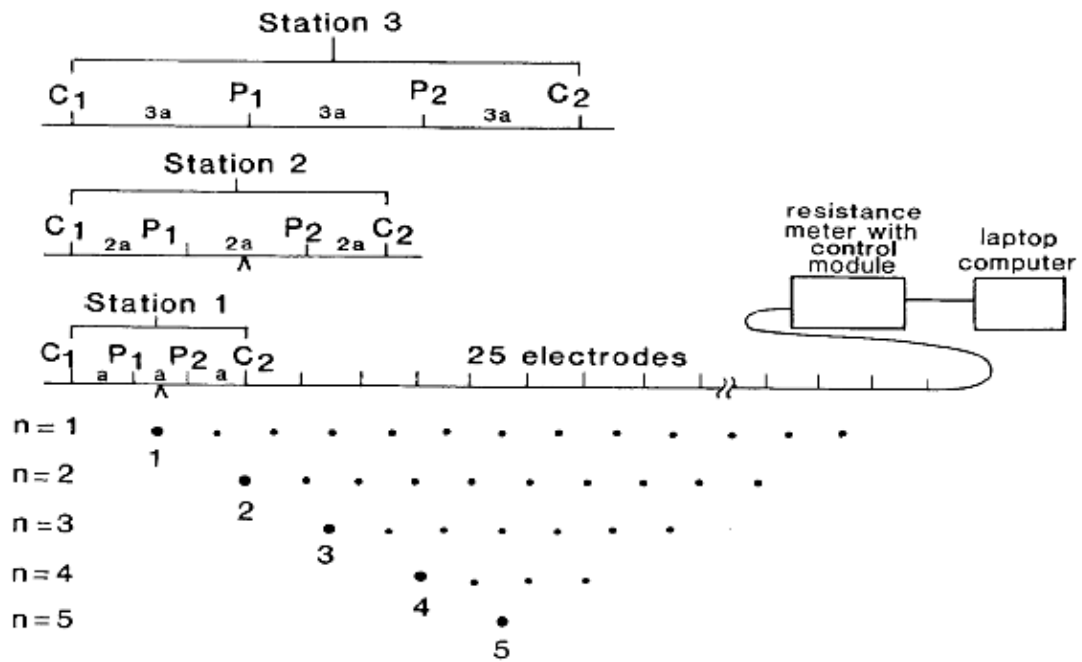 Station 3
C1 P1 P2 C2
3a 3a 3a
Station 2
C1 P1 P2 C2
2a 2a 2a
resistance
meter with
control
module
laptop
computer
Station 1
C1 P1 P2 C2
a a a
25 electrodes
n=1
1
n=2
2
n=3
3
n=4
4
n=5
5